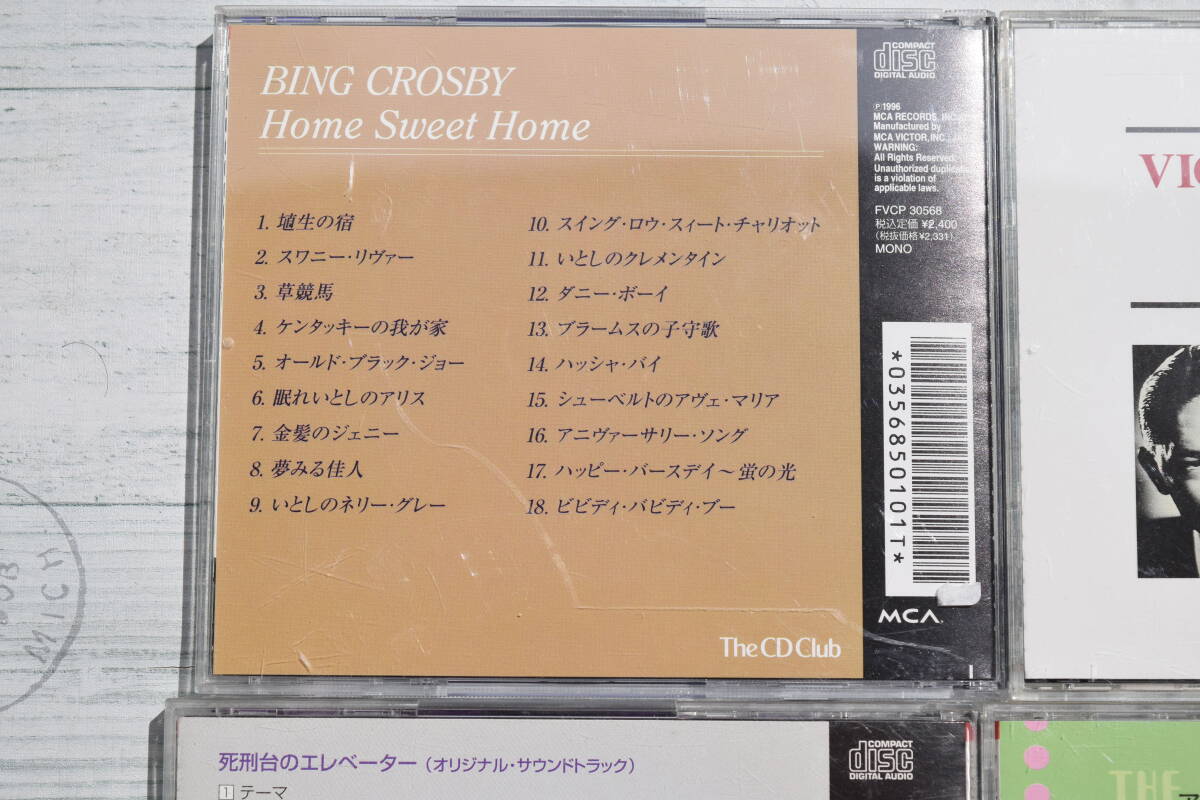 BING CROSBY
Home Sweet Home
1. 埴生の宿
2. スワニー・リヴァー
3. 草競馬
4. ケンタッキーの我が家
5. オールド・ブラック・ジョー
6. 眠れいとしのアリス
7. 金髪のジェニー
8. 夢みる佳人
9. いとしのネリー・グレー
10. スイング・ロウ・スィート・チャリオット
11. いとしのクレメンタイン
12. ダニー・ボーイ
13. ブラームスの子守歌
14. ハッシャ・バイ
15. シューベルトのアヴェ・マリア
16. アニヴァーサリー・ソング
17. ハッピー・バースデイ～蛍の光
18. ビビディ・バビディ・ブー
The CD Club
COMPACT
disc
DIGITAL AUDIO
Ⓟ1996
MCA RECORDS, INC.
Manufactured by
MCA VICTOR, INC.
WARNING:
All Rights Reserved.
Unauthorized
is a violation of
applicable laws.
FVCP 30568
税込定価 ¥2,400
(税抜価格¥2,331)
MONO
*0356850101T*
MCA
死刑台のエレベーター（オリジナル・サウンドトラック）
1 テーマ
COMPACT
disc
DIGITAL AUDIO
THE
MICH